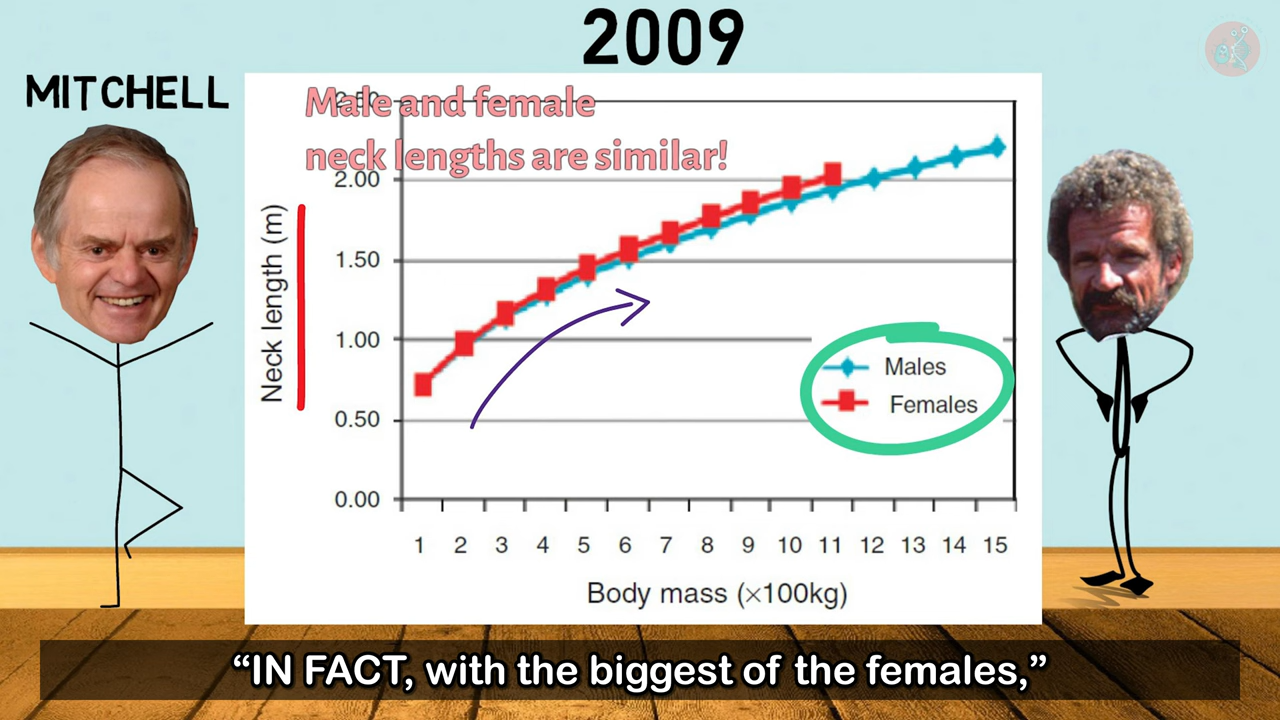 2009
MITCHELL
Male and female
neck lengths are similar!
Neck length (m)
2.00
1.50
1.00
0.50
0.00
Males
Females
1 2 3 4 5 6 7 8 9 10 11 12 13 14 15
Body mass (×100kg)
“IN FACT, with the biggest of the females,”